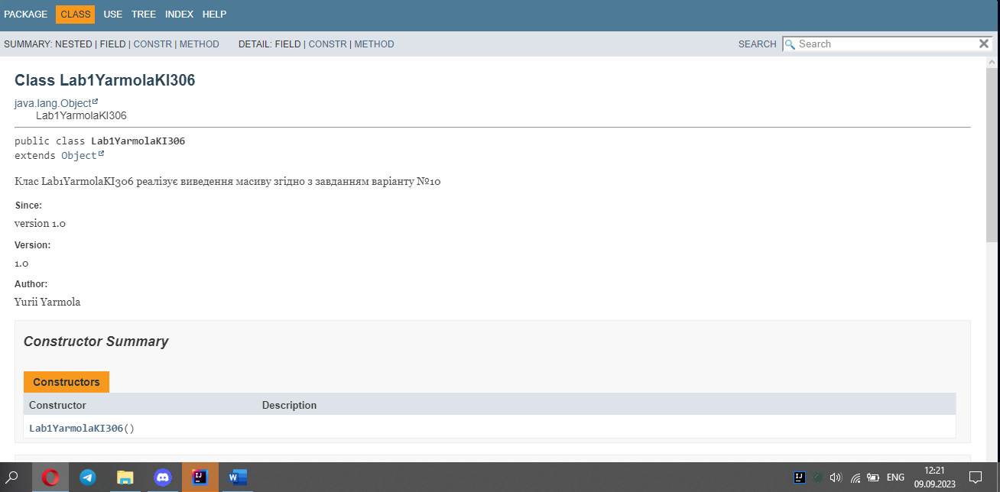 PACKAGE CLASS USE TREE INDEX HELP
SUMMARY: NESTED | FIELD | CONSTR | METHOD DETAIL: FIELD | CONSTR | METHOD SEARCH Search
Class Lab1YarmolaKI306
java.lang.Object
Lab1YarmolaKI306
public class Lab1YarmolaKI306
extends Object
Клас Lab1YarmolaKI306 реалізує виведення масиву згідно з завданням варіанту №10
Since:
version 1.0
Version:
1.0
Author:
Yurii Yarmola
Constructor Summary
Constructors
Constructor Description
Lab1YarmolaKI306()
ENG
12:21
09.09.2023